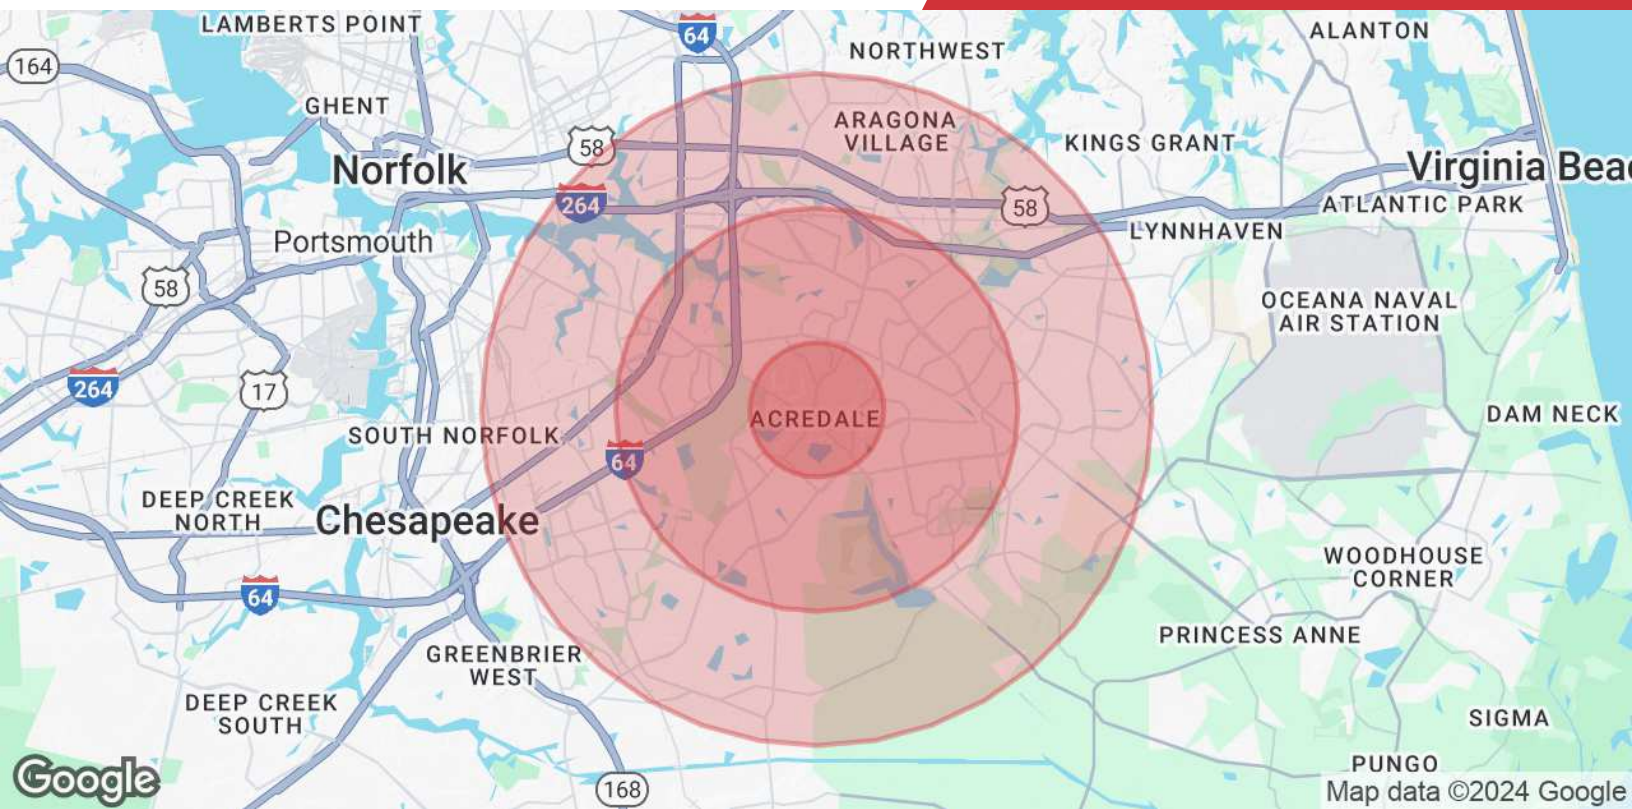 LAMBERTS POINT
64
ALANTON
NORTHWEST
164
GHENT
ARAGONA
VILLAGE
58
KINGS GRANT
Norfolk
Virginia Beac
264
58
ATLANTIC PARK
Portsmouth
LYNNHAVEN
58
OCEANA NAVAL
AIR STATION
264
17
DAM NECK
ACREDALE
SOUTH NORFOLK
64
DEEP CREEK
NORTH
Chesapeake
WOODHOUSE
CORNER
64
PRINCESS ANNE
GREENBRIER
WEST
DEEP CREEK
SOUTH
SIGMA
PUNGO
Google
168
Map data ©2024 Google